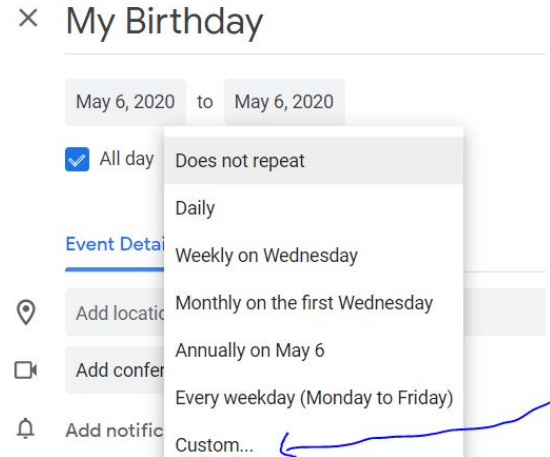 My Birthday
May 6, 2020 to May 6, 2020
All day
Does not repeat
Daily
Event Detai
Weekly on Wednesday
Monthly on the first Wednesday
Add locatic
Annually on May 6
Add confer
Every weekday (Monday to Friday)
Add notific
Custom...